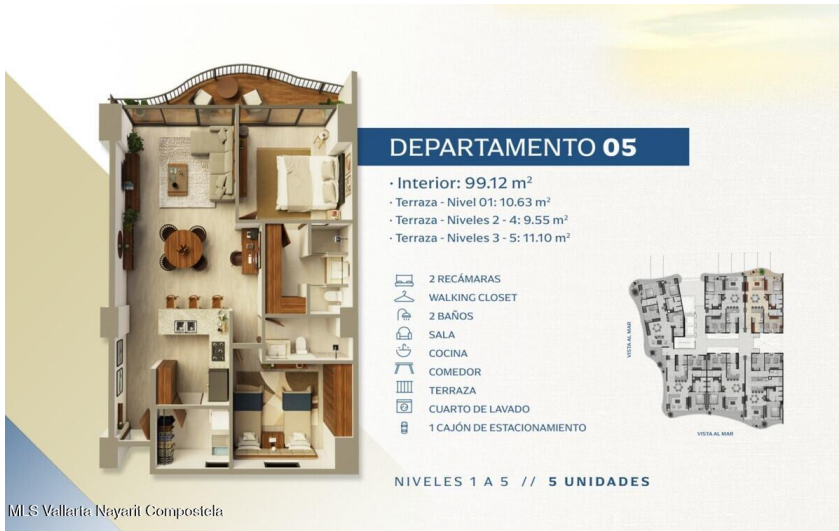 DEPARTAMENTO 05
· Interior: 99.12 m²
· Terraza - Nivel 01: 10.63 m²
· Terraza - Niveles 2 - 4: 9.55 m²
· Terraza - Niveles 3 - 5: 11.10 m²
2 RECÁMARAS
WALKING CLOSET
2 BAÑOS
SALA
COCINA
COMEDOR
TERRAZA
CUARTO DE LAVADO
1 CAJÓN DE ESTACIONAMIENTO
VISTA AL MAR
VISTA AL MAR
NIVELES 1 A 5 // 5 UNIDADES
MLS Vallarta Nayarit Compostela